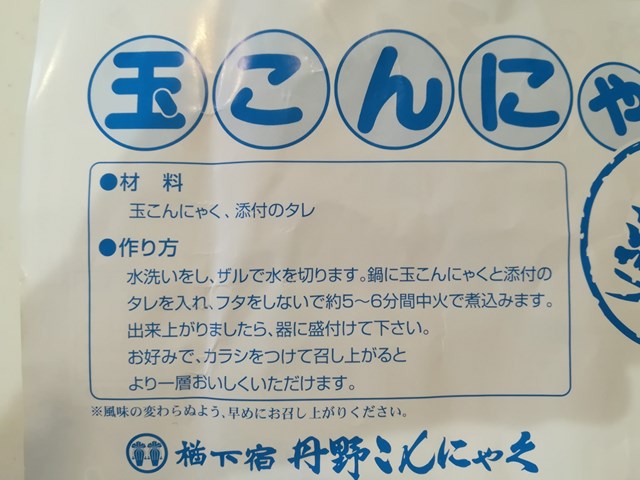 玉こんにゃ
●材　料
玉こんにゃく、添付のタレ
●作り方
水洗いをし、ザルで水を切ります。鍋に玉こんにゃくと添付の
タレを入れ、フタをしないで約5〜6分間中火で煮込みます。
出来上がりましたら、器に盛付けて下さい。
お好みで、カラシをつけて召し上がると
より一層おいしくいただけます。
※風味の変わらぬよう、早めにお召し上がりください。
楢下宿 丹野こんにゃく